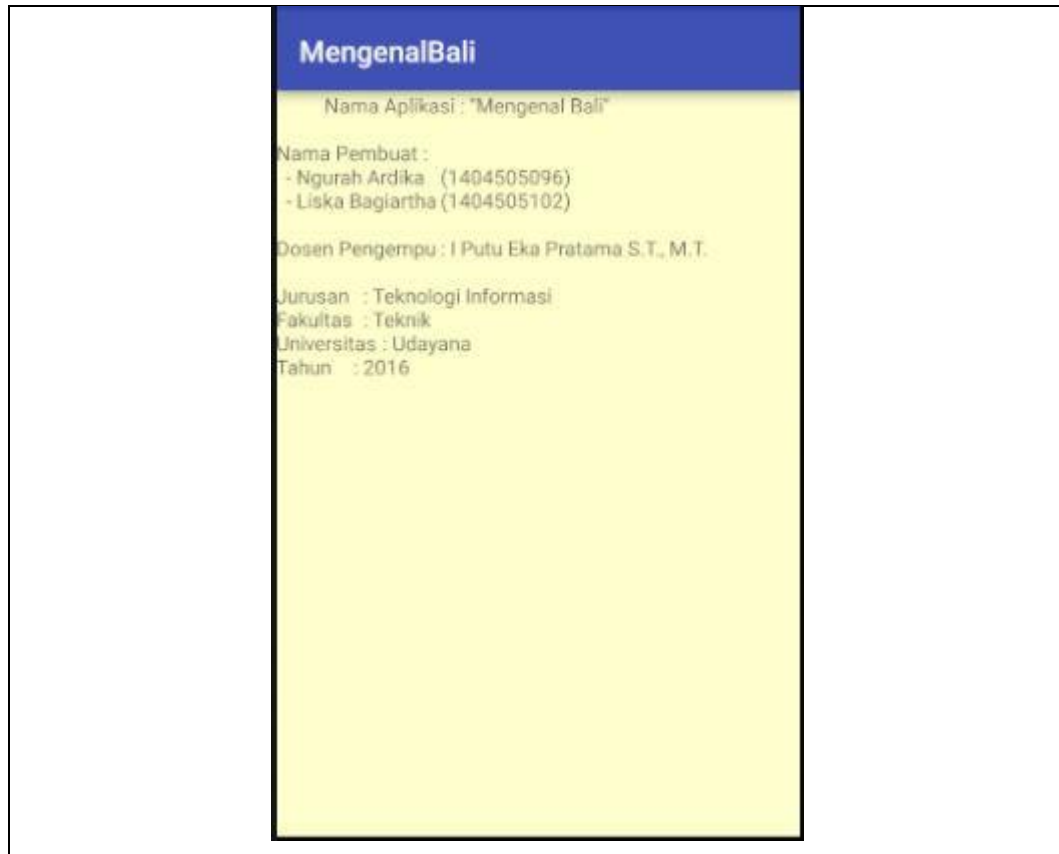 MengenalBali
Nama Aplikasi : "Mengenal Bali"
Nama Pembuat :
- Ngurah Ardika (1404505096)
- Liska Bagiartha (1404505102)
Dosen Pengempu : I Putu Eka Pratama S.T., M.T.
Jurusan : Teknologi Informasi
Fakultas : Teknik
Universitas : Udayana
Tahun : 2016